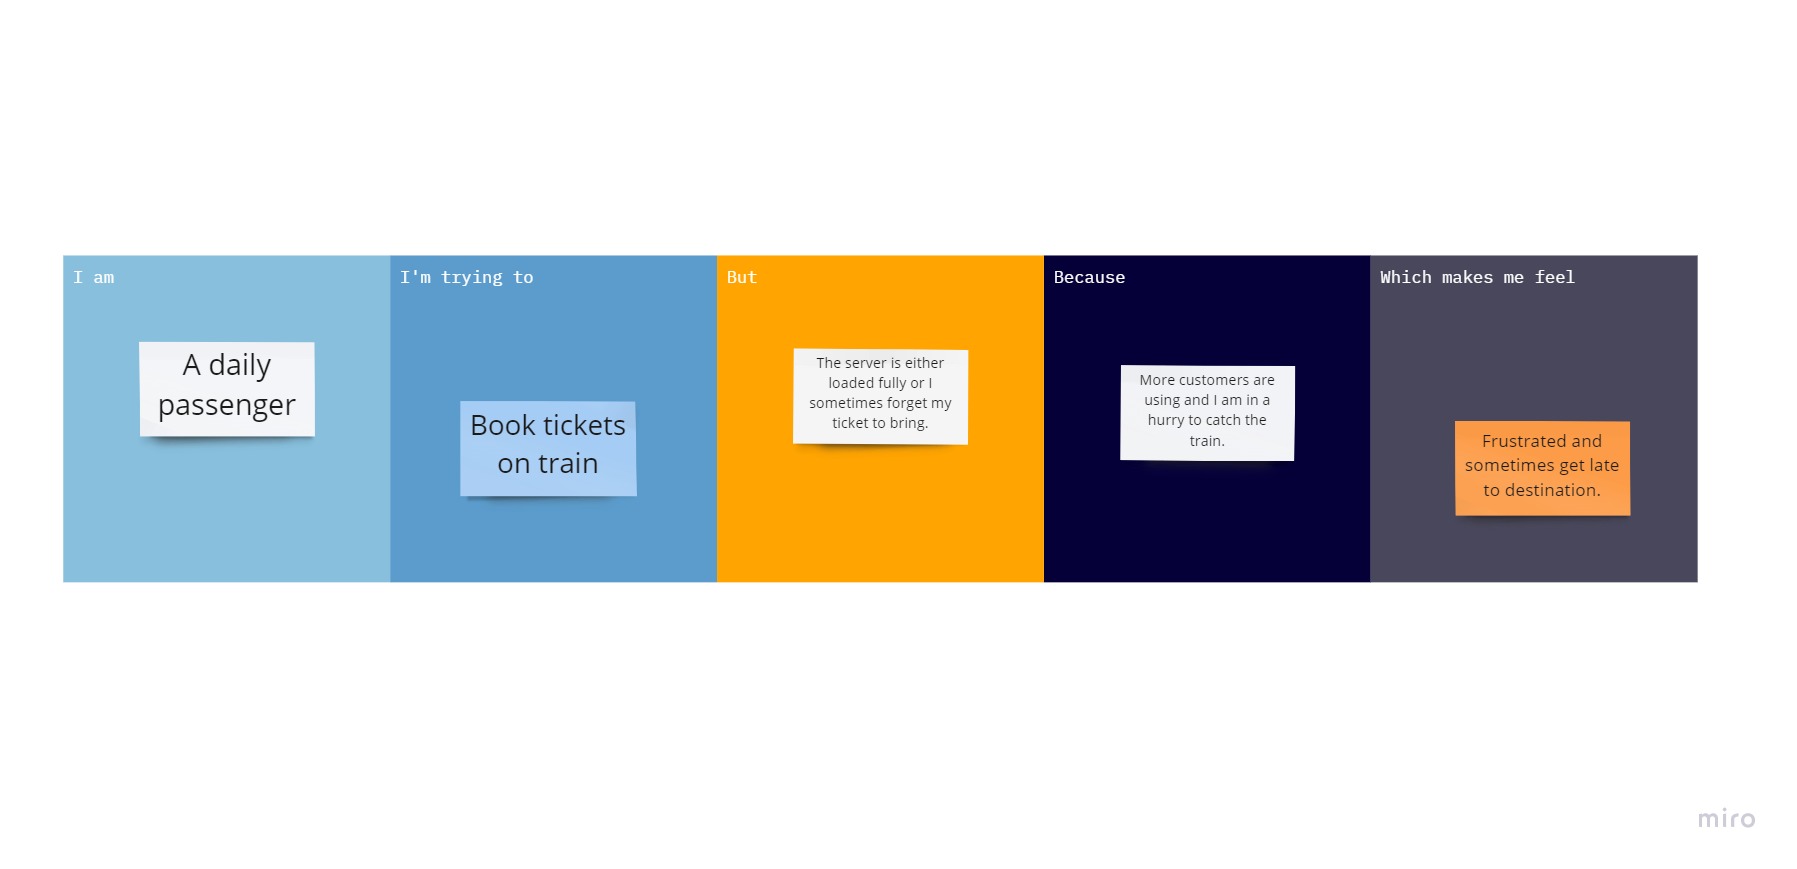 I am
A daily
passenger
I'm trying to
Book tickets
on train
But
The server is either
loaded fully or I
sometimes forget my
ticket to bring.
Because
More customers are
using and I am in a
hurry to catch the
train.
Which makes me feel
Frustrated and
sometimes get late
to destination.
miro